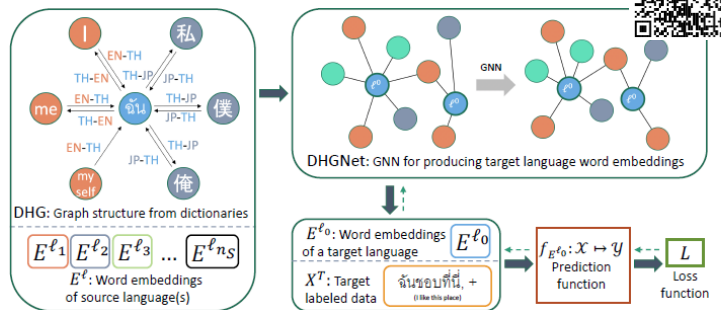 I
私
EN-TH
TH-EN
TH-JP
JP-TH
me
EN-TH
TH-EN
ฉัน
TH-JP
JP-TH
僕
EN-TH
TH-JP
JP-TH
my
self
俺
DHG: Graph structure from dictionaries
E^ℓ1 E^ℓ2 E^ℓ3 ... E^ℓnS
E^ℓ: Word embeddings
of source language(s)
ℓ⁰
ℓ⁰
GNN
ℓ⁰
ℓ⁰
DHGNet: GNN for producing target language word embeddings
E^ℓ0: Word embeddings
of a target language
E^ℓ0
X^T: Target
labeled data
ฉันชอบที่นี่, +
(I like this place)
f_E^ℓ0: 𝒳 ↦ 𝒴
Prediction
function
L
Loss
function